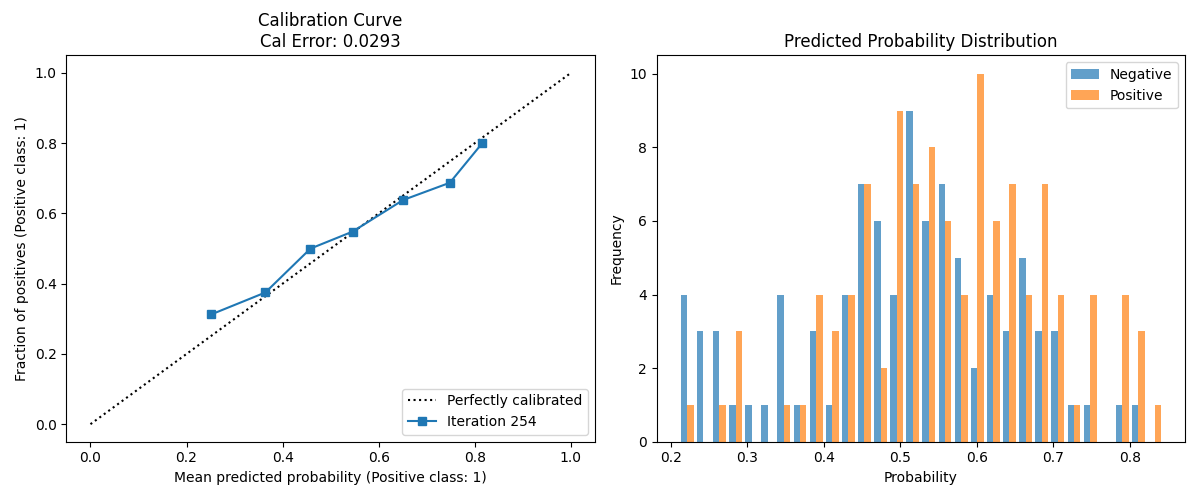 Calibration Curve
Cal Error: 0.0293
Fraction of positives (Positive class: 1)
1.0
0.8
0.6
0.4
0.2
0.0
0.0 0.2 0.4 0.6 0.8 1.0
Mean predicted probability (Positive class: 1)
Perfectly calibrated
Iteration 254
Predicted Probability Distribution
Frequency
10
8
6
4
2
0
0.2 0.3 0.4 0.5 0.6 0.7 0.8
Probability
Negative
Positive